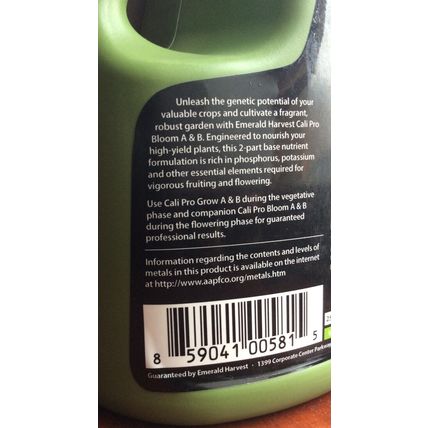 Unleash the genetic potential of your
valuable crops and cultivate a fragrant,
robust garden with Emerald Harvest Cali Pro
Bloom A & B. Engineered to nourish your
high-yield plants, this 2-part base nutrient
formulation is rich in phosphorus, potassium
and other essential elements required for
vigorous fruiting and flowering.
Use Cali Pro Grow A & B during the vegetative
phase and companion Cali Pro Bloom A & B
during the flowering phase for guaranteed
professional results.
Information regarding the contents and levels of
metals in this product is available on the internet
at http://www.aapfco.org/metals.htm
8 59041 00581 5
Guaranteed by Emerald Harvest · 1399 Corporate Center Parkway